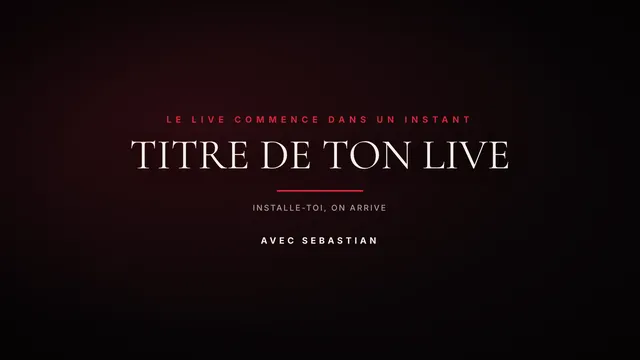 LE LIVE COMMENCE DANS UN INSTANT
TITRE DE TON LIVE
INSTALLE-TOI, ON ARRIVE
AVEC SEBASTIAN